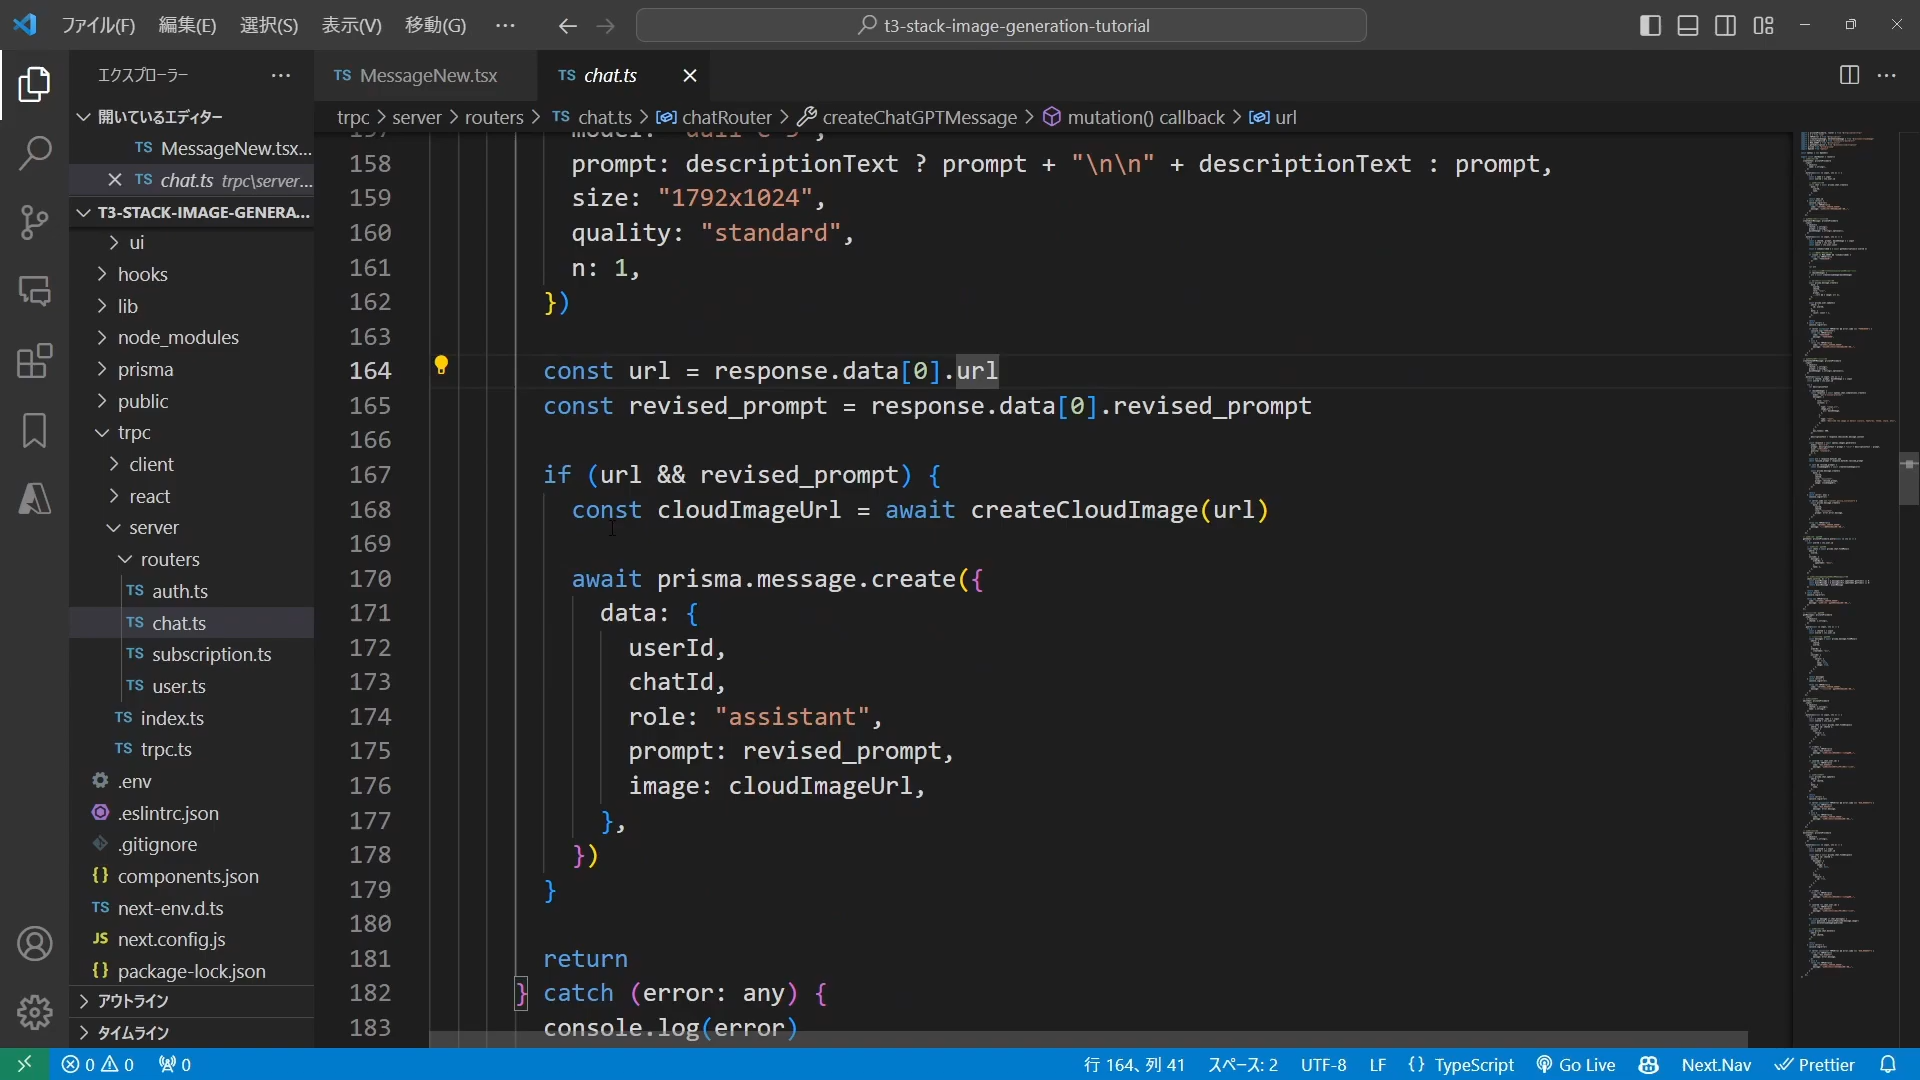 ファイル(F) 編集(E) 選択(S) 表示(V) 移動(G) ··· t3-stack-image-generation-tutorial
エクスプローラー
開いているエディター
TS MessageNew.tsx...
TS chat.ts trpc\server...
T3-STACK-IMAGE-GENERA...
ui
hooks
lib
node_modules
prisma
public
trpc
client
react
server
routers
TS auth.ts
TS chat.ts
TS subscription.ts
TS user.ts
TS index.ts
TS trpc.ts
.env
.eslintrc.json
.gitignore
{} components.json
TS next-env.d.ts
JS next.config.js
{} package-lock.json
アウトライン
タイムライン
TS MessageNew.tsx
TS chat.ts
trpc > server > routers > TS chat.ts > chatRouter > createChatGPTMessage > mutation() callback > url
157 model: "dall-e-3",
158 prompt: descriptionText ? prompt + "\n\n" + descriptionText : prompt,
159 size: "1792x1024",
160 quality: "standard",
161 n: 1,
162 })
163
164 const url = response.data[0].url
165 const revised_prompt = response.data[0].revised_prompt
166
167 if (url && revised_prompt) {
168 const cloudImageUrl = await createCloudImage(url)
169
170 await prisma.message.create({
171 data: {
172 userId,
173 chatId,
174 role: "assistant",
175 prompt: revised_prompt,
176 image: cloudImageUrl,
177 },
178 })
179 }
180
181 return
182 } catch (error: any) {
183 console.log(error)
0 0 0 行 164、列 41 スペース: 2 UTF-8 LF {} TypeScript Go Live Next.Nav Prettier